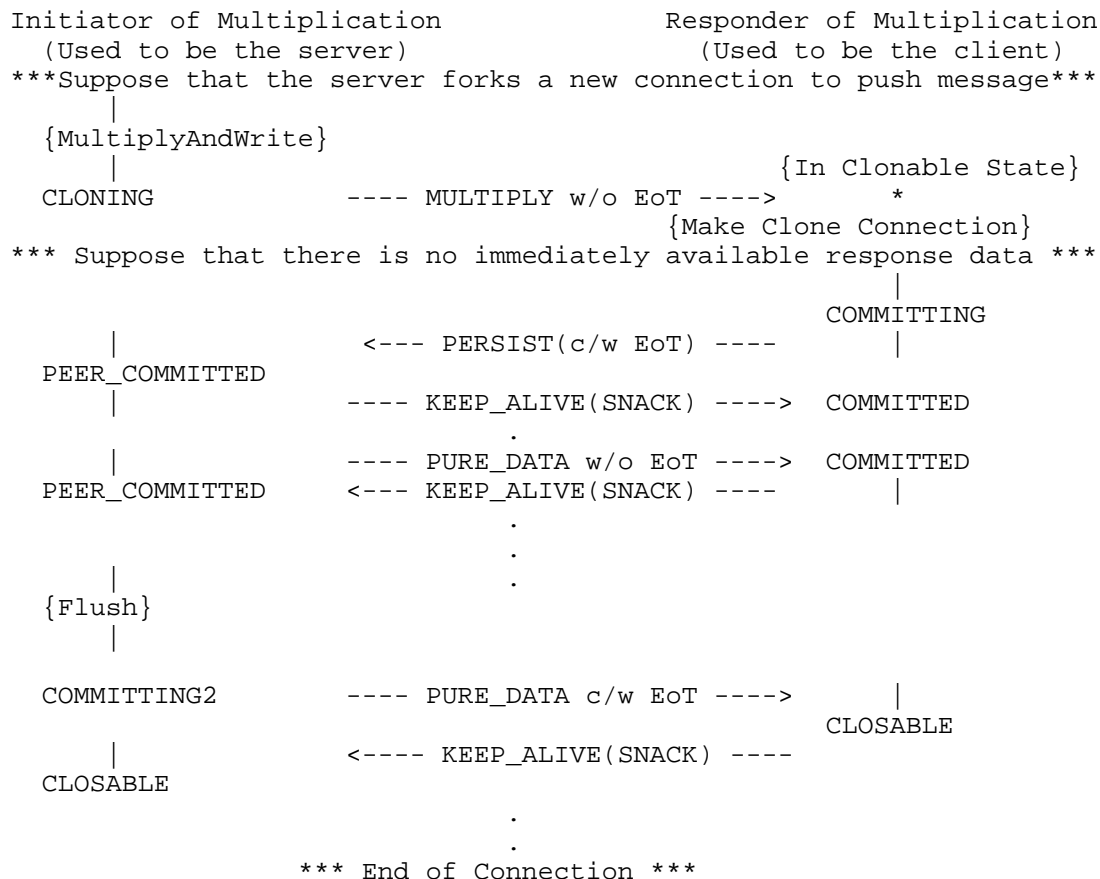 Initiator of Multiplication                Responder of Multiplication
  (Used to be the server)                    (Used to be the client)
***Suppose that the server forks a new connection to push message***
      |
  {MultiplyAndWrite}
      |                                           {In Clonable State}
  CLONING             ---- MULTIPLY w/o EoT ---->        *
                                           {Make Clone Connection}
*** Suppose that there is no immediately available response data ***
                                                         |
                                                    COMMITTING
      |                <--- PERSIST(c/w EoT) ----        |
  PEER_COMMITTED
      |               ---- KEEP_ALIVE(SNACK) ---->  COMMITTED
                                .
      |               ---- PURE_DATA w/o EoT ---->  COMMITTED
  PEER_COMMITTED      <--- KEEP_ALIVE(SNACK) ----        |
                                .
                                .
      |                         .
  {Flush}
      |
  COMMITTING2         ---- PURE_DATA c/w EoT ---->       |
                                                    CLOSABLE
      |               <---- KEEP_ALIVE(SNACK) ----
  CLOSABLE
                                .
                                .
                   *** End of Connection ***